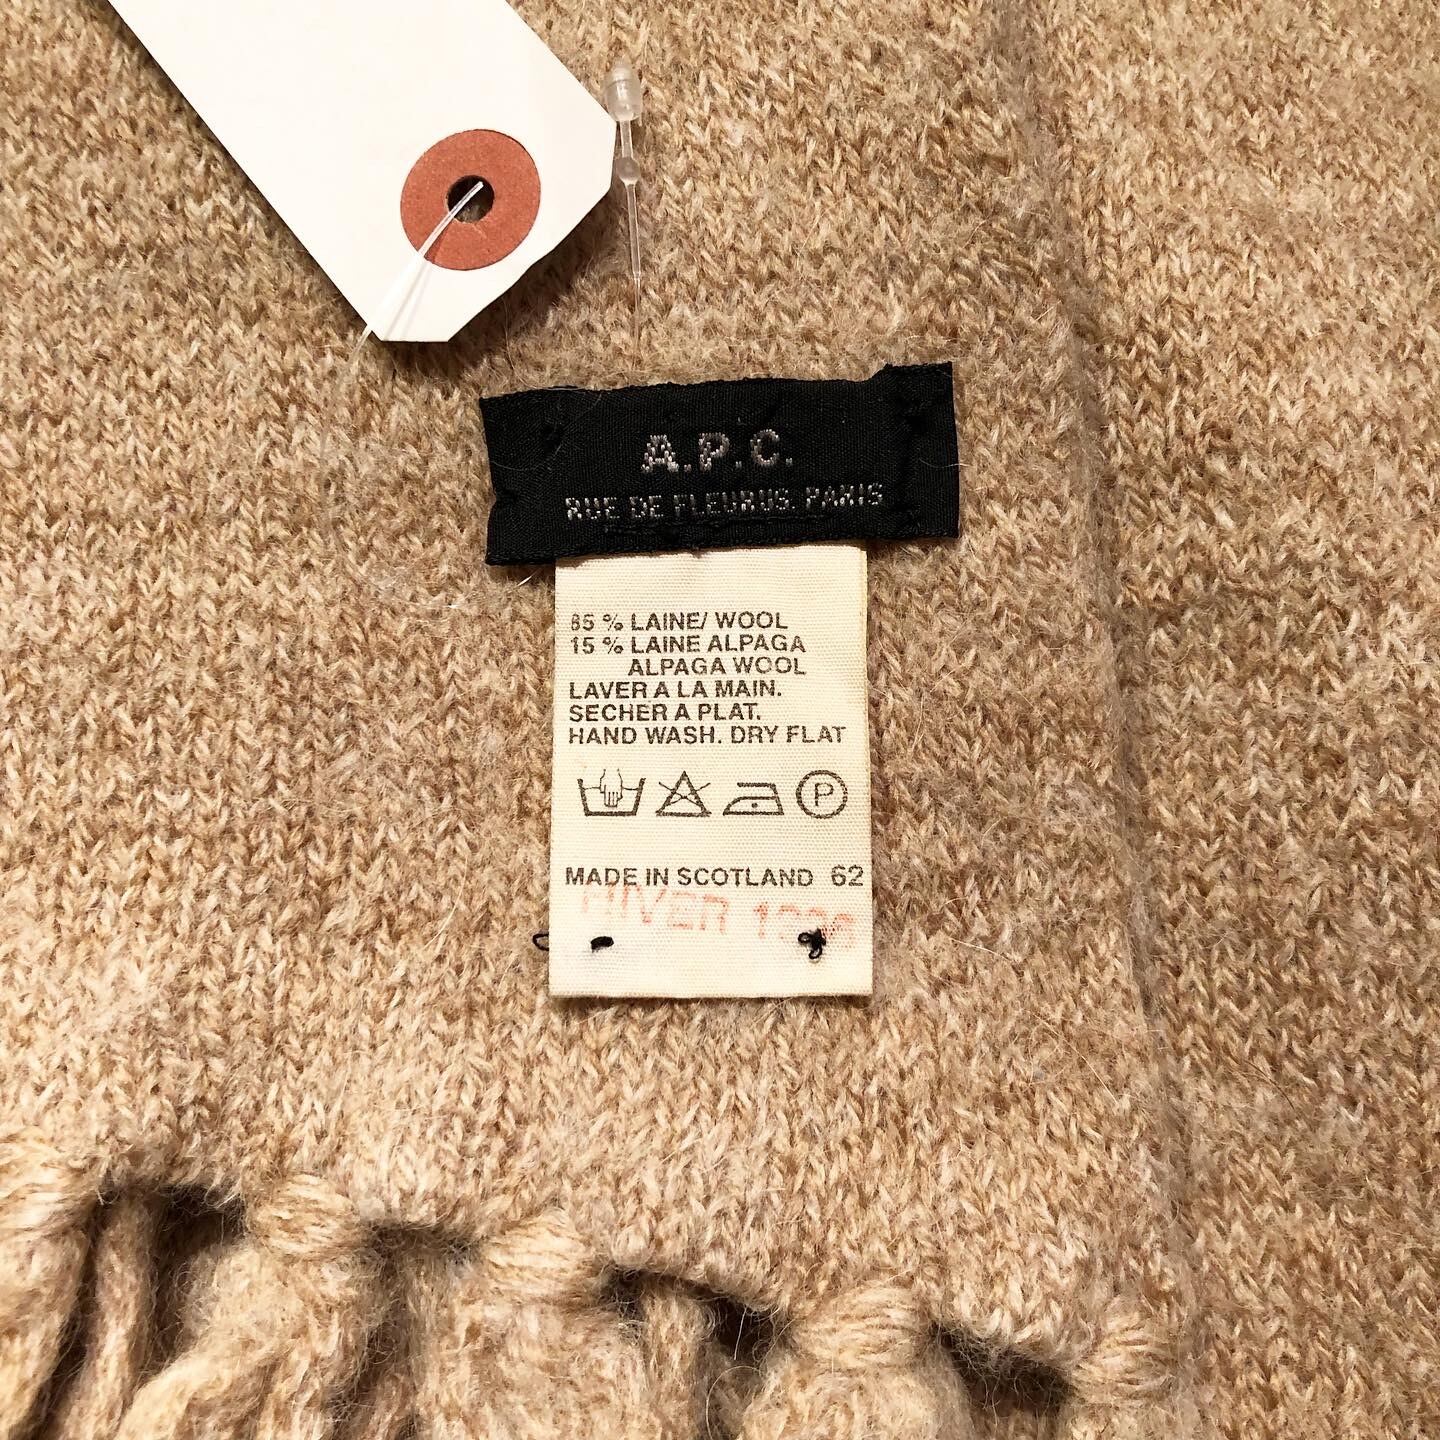 A.P.C.
RUE DE FLEURUS. PARIS
85 % LAINE/ WOOL
15 % LAINE ALPAGA
ALPAGA WOOL
LAVER A LA MAIN.
SECHER A PLAT.
HAND WASH. DRY FLAT
P
MADE IN SCOTLAND 62
HIVER